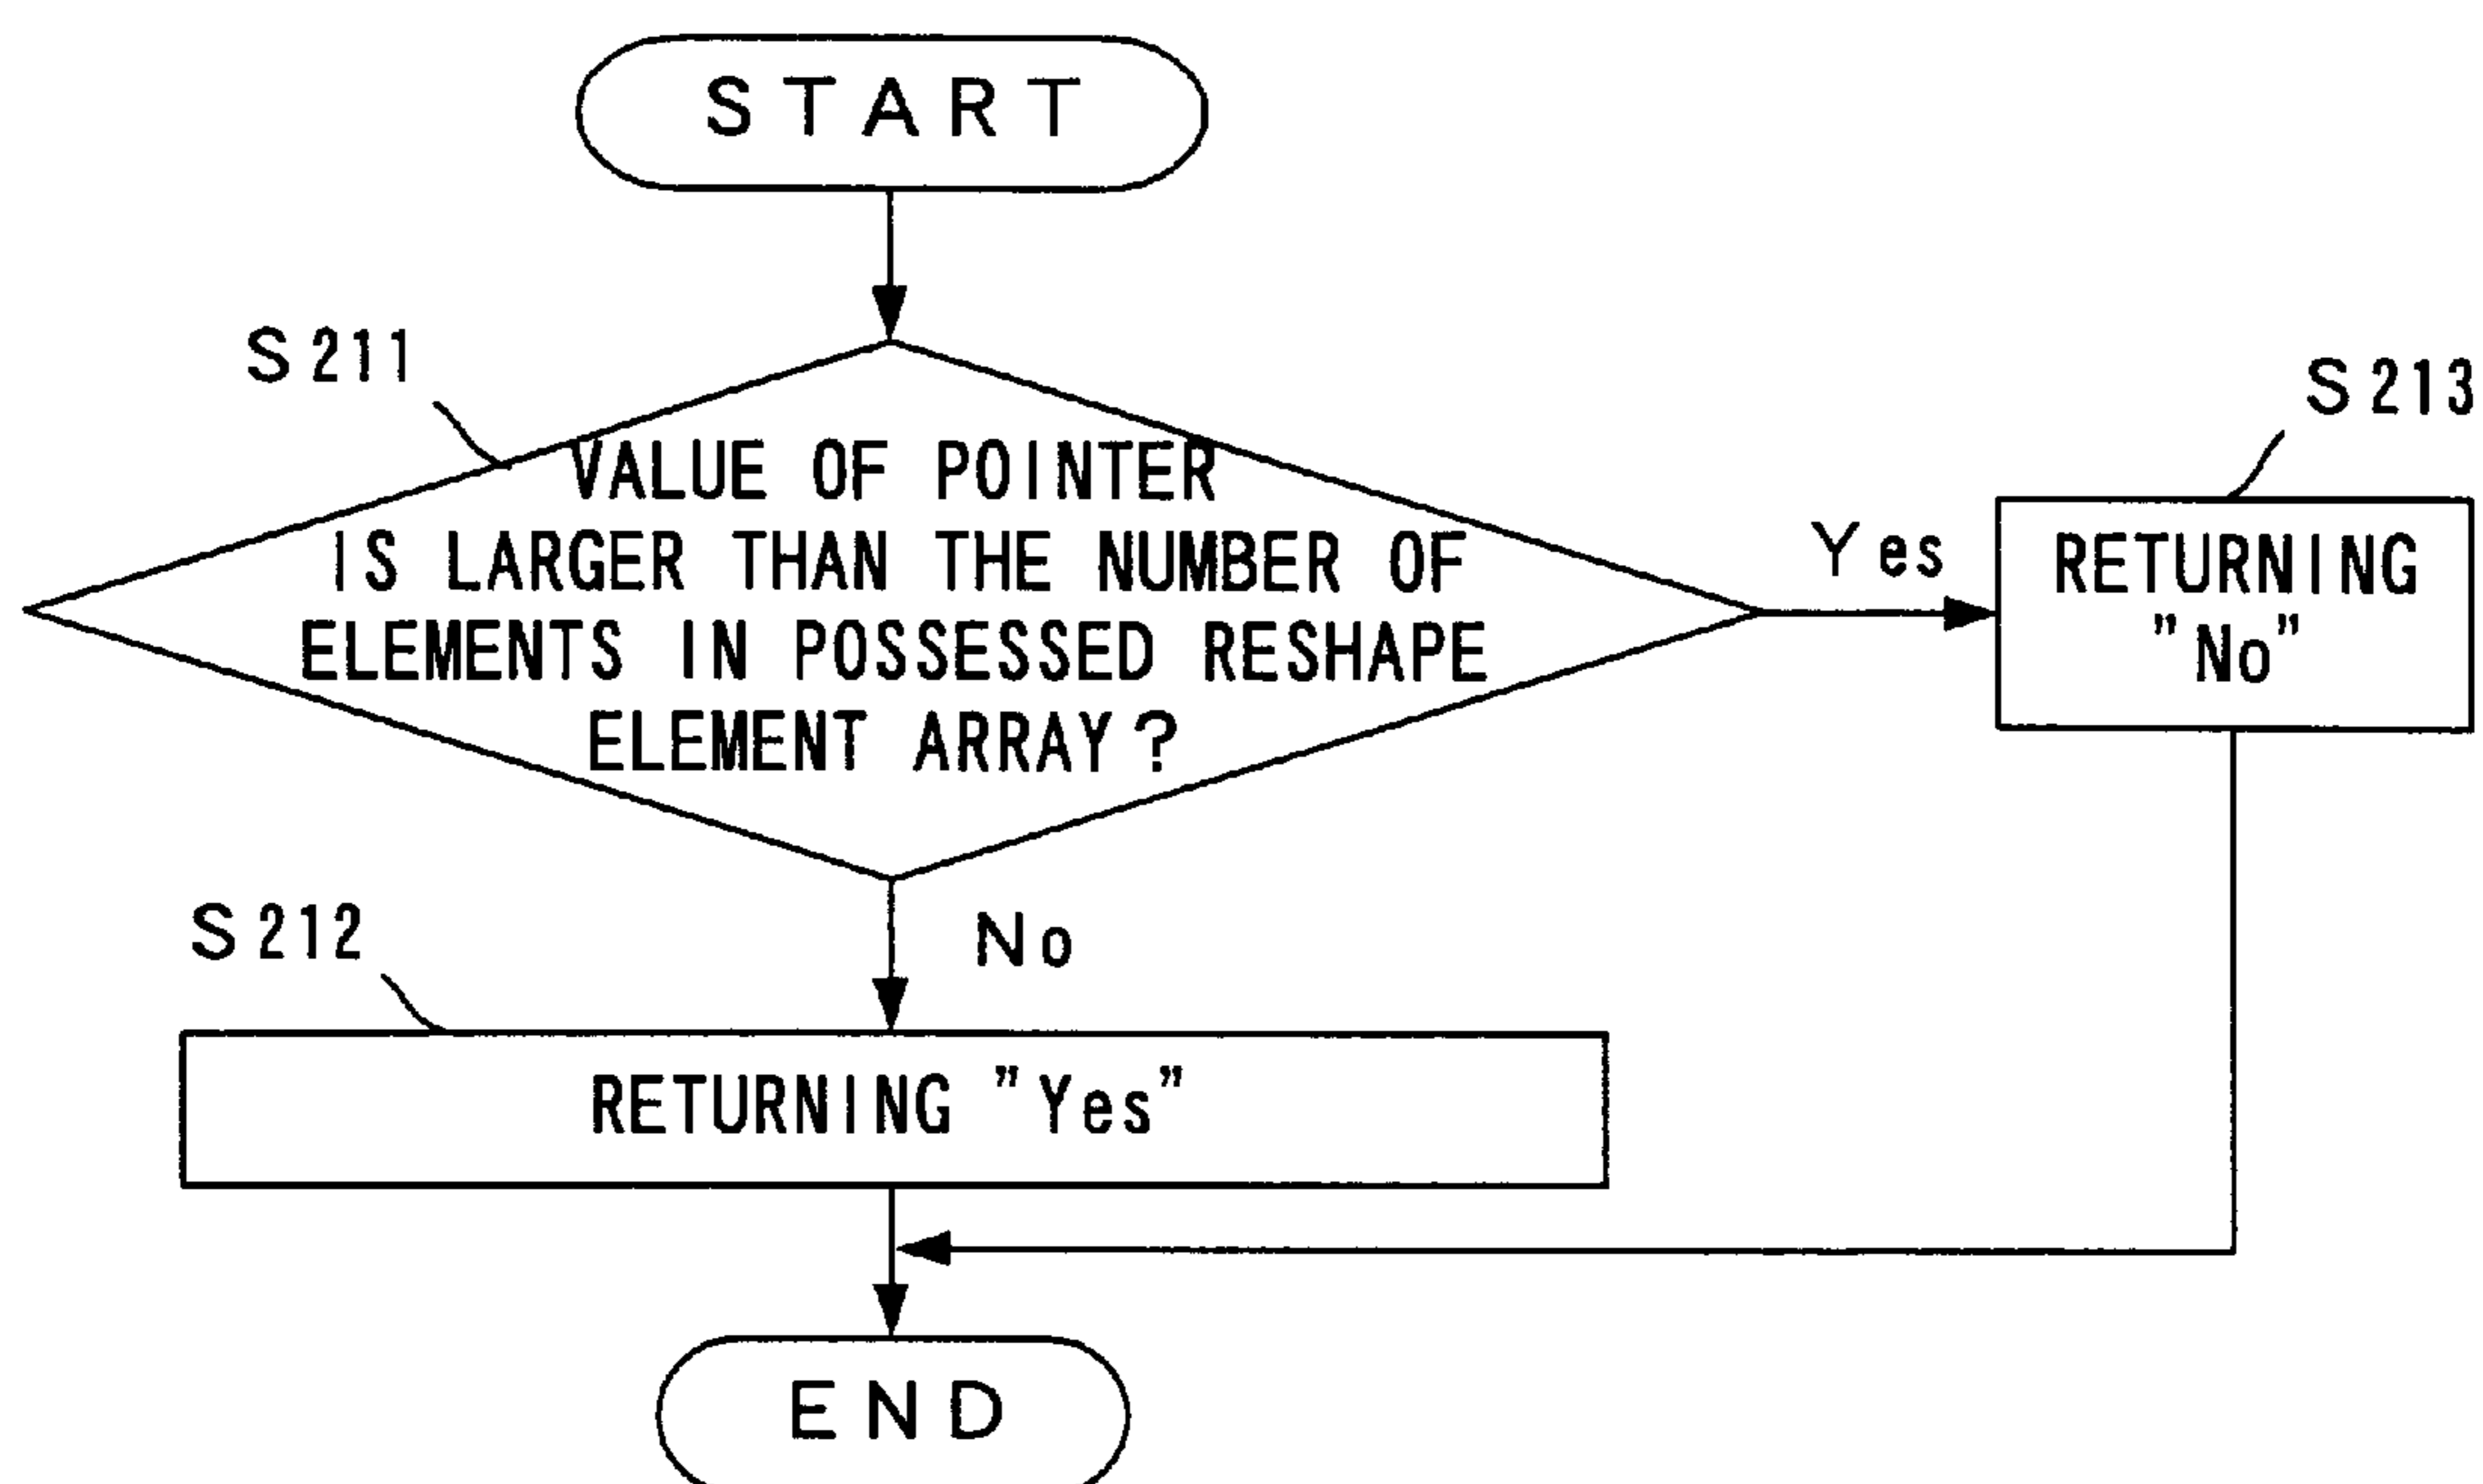 START
S211
VALUE OF POINTER
IS LARGER THAN THE NUMBER OF
ELEMENTS IN POSSESSED RESHAPE
ELEMENT ARRAY?
Yes
S213
RETURNING
"No"
No
S212
RETURNING "Yes"
END